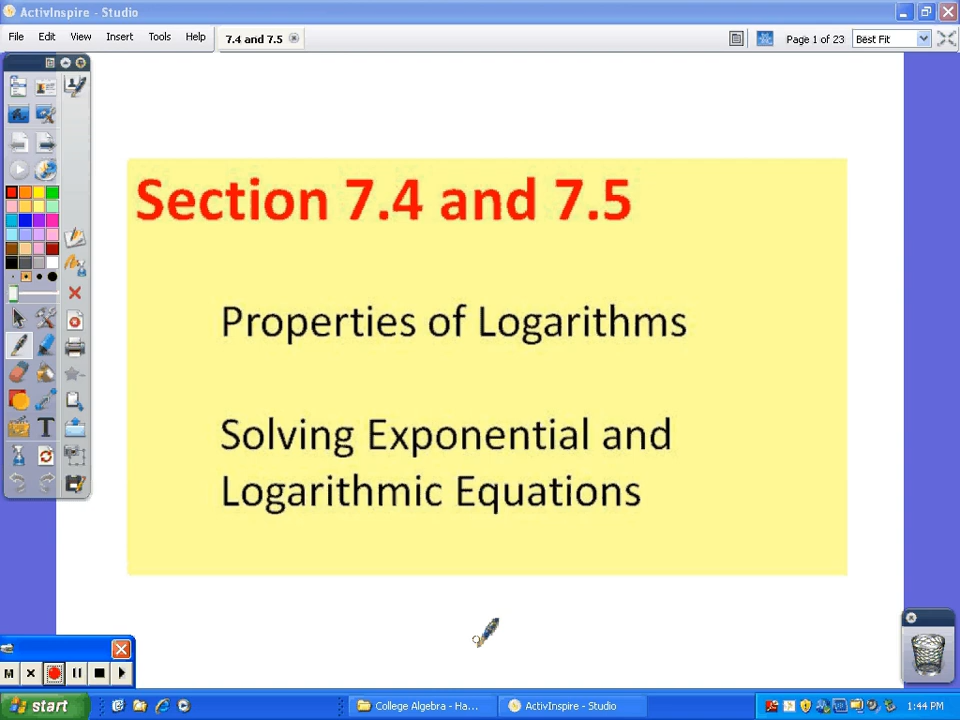 ActivInspire - Studio
File Edit View Insert Tools Help
7.4 and 7.5
Page 1 of 23
Best Fit
Section 7.4 and 7.5
Properties of Logarithms
Solving Exponential and
Logarithmic Equations
M
start
College Algebra - Ha...
ActivInspire - Studio
1:44 PM